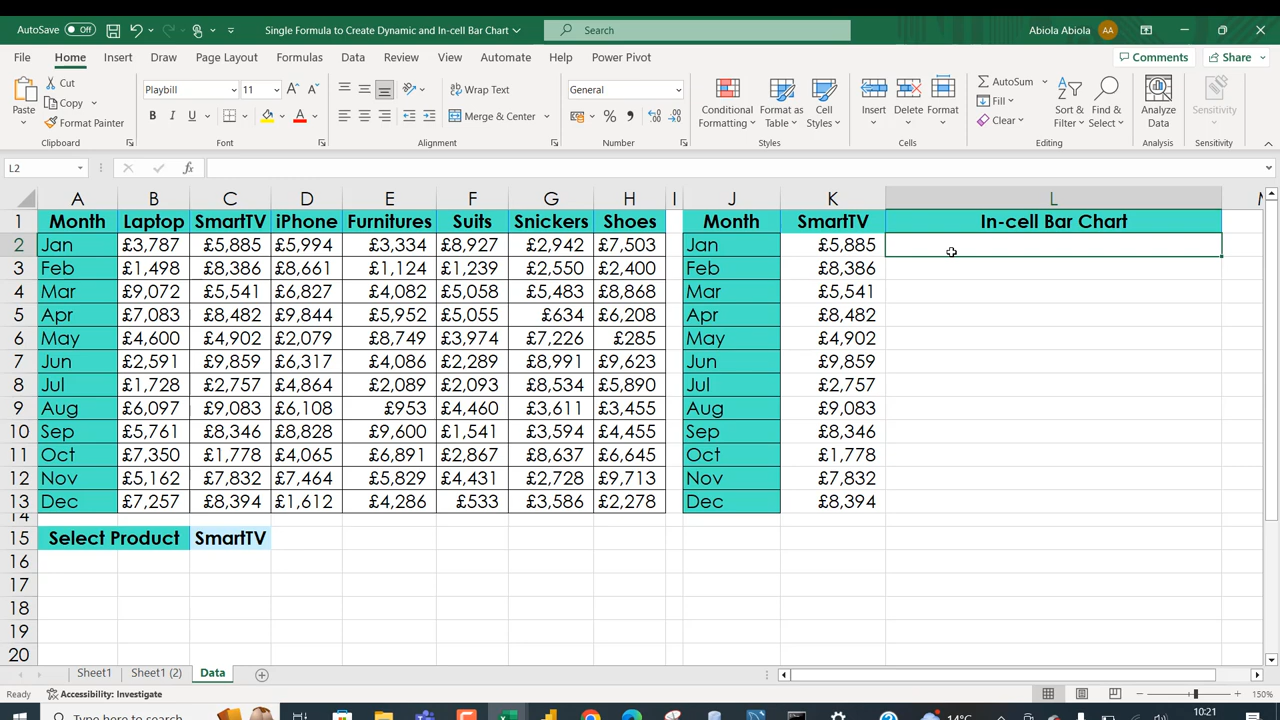 AutoSave Off Single Formula to Create Dynamic and In-cell Bar Chart Search Abiola Abiola AA
File Home Insert Draw Page Layout Formulas Data Review View Automate Help Power Pivot Comments Share
Paste Cut Copy Format Painter Clipboard
Playbill 11 A A B I U A Font
Wrap Text Merge & Center Alignment
General % , Number
Conditional Formatting Format as Table Cell Styles Styles
Insert Delete Format Cells
AutoSum Fill Clear Sort & Filter Find & Select Editing
Analyze Data Analysis
Sensitivity Sensitivity
L2 fx
A B C D E F G H I J K L
1 Month Laptop SmartTV iPhone Furnitures Suits Snickers Shoes Month SmartTV In-cell Bar Chart
2 Jan £3,787 £5,885 £5,994 £3,334 £8,927 £2,942 £7,503 Jan £5,885
3 Feb £1,498 £8,386 £8,661 £1,124 £1,239 £2,550 £2,400 Feb £8,386
4 Mar £9,072 £5,541 £6,827 £4,082 £5,058 £5,483 £8,868 Mar £5,541
5 Apr £7,083 £8,482 £9,844 £5,952 £5,055 £634 £6,208 Apr £8,482
6 May £4,600 £4,902 £2,079 £8,749 £3,974 £7,226 £285 May £4,902
7 Jun £2,591 £9,859 £6,317 £4,086 £2,289 £8,991 £9,623 Jun £9,859
8 Jul £1,728 £2,757 £4,864 £2,089 £2,093 £8,534 £5,890 Jul £2,757
9 Aug £6,097 £9,083 £6,108 £953 £4,460 £3,611 £3,455 Aug £9,083
10 Sep £5,761 £8,346 £8,828 £9,600 £1,541 £3,594 £4,455 Sep £8,346
11 Oct £7,350 £1,778 £4,065 £6,891 £2,867 £8,637 £6,645 Oct £1,778
12 Nov £5,162 £7,832 £7,464 £5,829 £4,431 £2,728 £9,713 Nov £7,832
13 Dec £7,257 £8,394 £1,612 £4,286 £533 £3,586 £2,278 Dec £8,394
14
15 Select Product SmartTV
16
17
18
19
20
Sheet1 Sheet1 (2) Data
Ready Accessibility: Investigate 150%
Type here to search 14°C 10:21